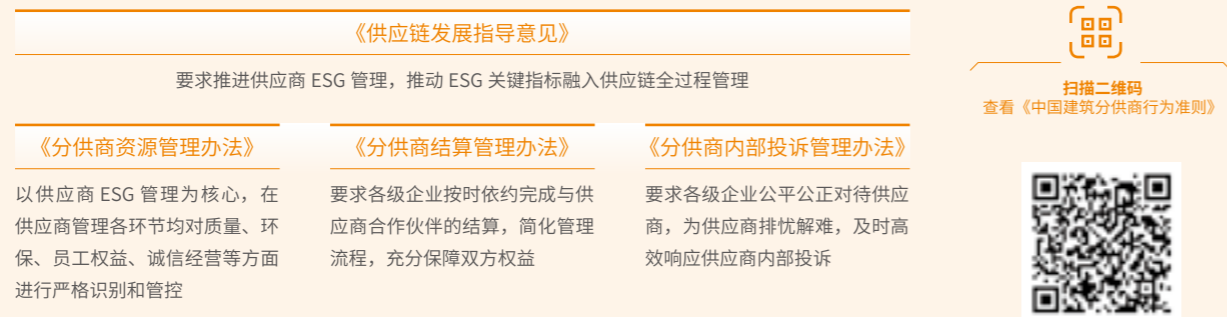 《供应链发展指导意见》
要求推进供应商 ESG 管理，推动 ESG 关键指标融入供应链全过程管理
《分供商资源管理办法》
以供应商 ESG 管理为核心，在
供应商管理各环节均对质量、环
保、员工权益、诚信经营等方面
进行严格识别和管控
《分供商结算管理办法》
要求各级企业按时依约完成与供
应商合作伙伴的结算，简化管理
流程，充分保障双方权益
《分供商内部投诉管理办法》
要求各级企业公平公正对待供应
商，为供应商排忧解难，及时高
效响应供应商内部投诉
扫描二维码
查看《中国建筑分供商行为准则》